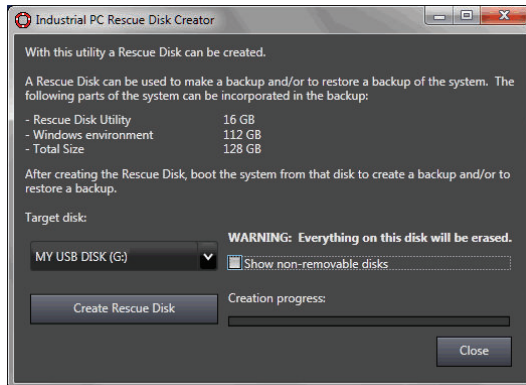 Industrial PC Rescue Disk Creator
With this utility a Rescue Disk can be created.
A Rescue Disk can be used to make a backup and/or to restore a backup of the system.  The
following parts of the system can be incorporated in the backup:
- Rescue Disk Utility 16 GB
- Windows environment 112 GB
- Total Size 128 GB
After creating the Rescue Disk, boot the system from that disk to create a backup and/or to
restore a backup.
Target disk:
WARNING:  Everything on this disk will be erased.
MY USB DISK (G:)
Show non-removable disks
Create Rescue Disk
Creation progress:
Close